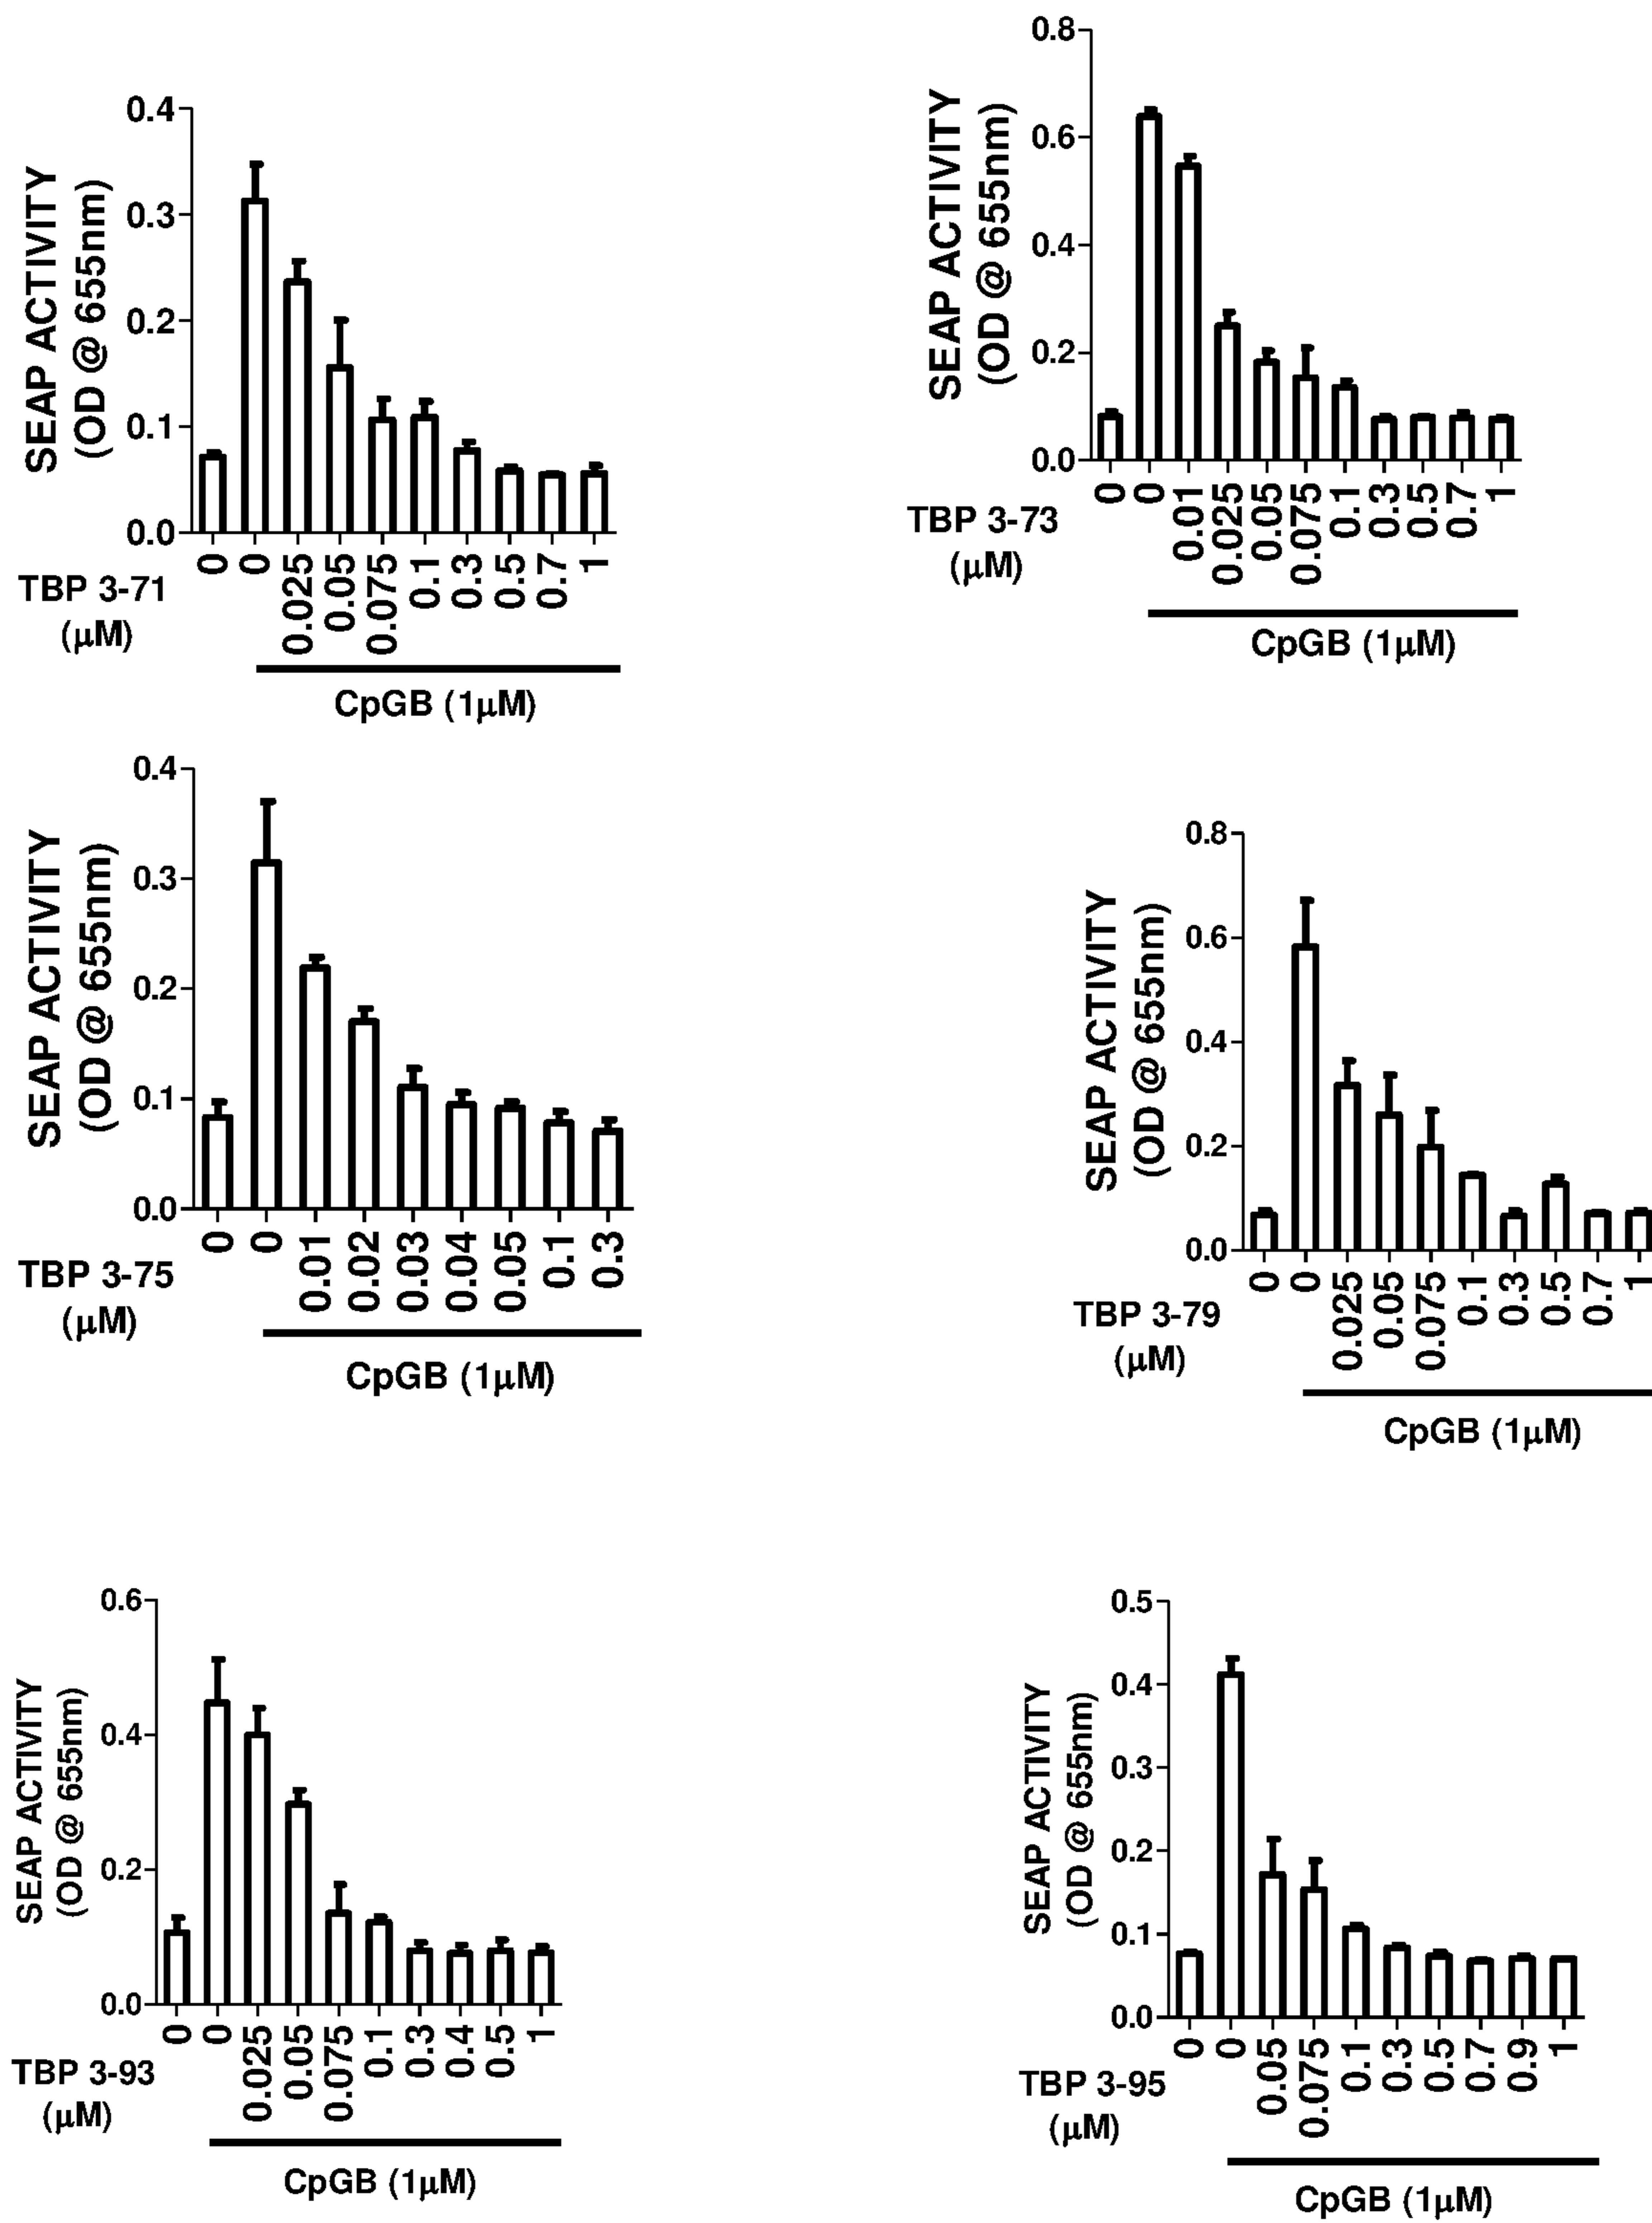 SEAP ACTIVITY
(OD @ 655nm)
0.4
0.3
0.2
0.1
0.0
0 0 0.025 0.05 0.075 0.1 0.3 0.5 0.7 1
TBP 3-71
(µM)
CpGB (1µM)
SEAP ACTIVITY
(OD @ 655nm)
0.8
0.6
0.4
0.2
0.0
0 0 0.01 0.025 0.05 0.075 0.1 0.3 0.5 0.7 1
TBP 3-73
(µM)
CpGB (1µM)
SEAP ACTIVITY
(OD @ 655nm)
0.4
0.3
0.2
0.1
0.0
0 0 0.01 0.02 0.03 0.04 0.05 0.1 0.3
TBP 3-75
(µM)
CpGB (1µM)
SEAP ACTIVITY
(OD @ 655nm)
0.8
0.6
0.4
0.2
0.0
0 0 0.025 0.05 0.075 0.1 0.3 0.5 0.7 1
TBP 3-79
(µM)
CpGB (1µM)
SEAP ACTIVITY
(OD @ 655nm)
0.6
0.4
0.2
0.0
0 0 0.025 0.05 0.075 0.1 0.3 0.4 0.5 1
TBP 3-93
(µM)
CpGB (1µM)
SEAP ACTIVITY
(OD @ 655nm)
0.5
0.4
0.3
0.2
0.1
0.0
0 0 0.05 0.075 0.1 0.3 0.5 0.7 0.9 1
TBP 3-95
(µM)
CpGB (1µM)